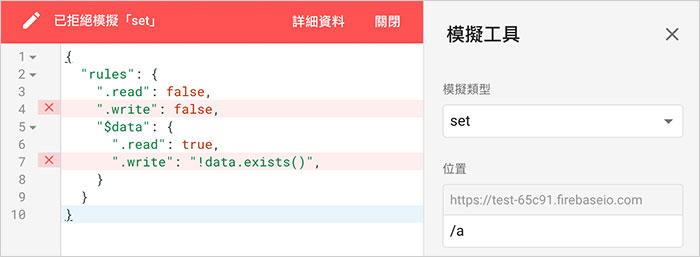 已拒絕模擬「set」 詳細資料 關閉
1 {
2 "rules": {
3 ".read": false,
4 ".write": false,
5 "$data": {
6 ".read": true,
7 ".write": "!data.exists()",
8 }
9 }
10 }
模擬工具
模擬類型
set
位置
https://test-65c91.firebaseio.com
/a